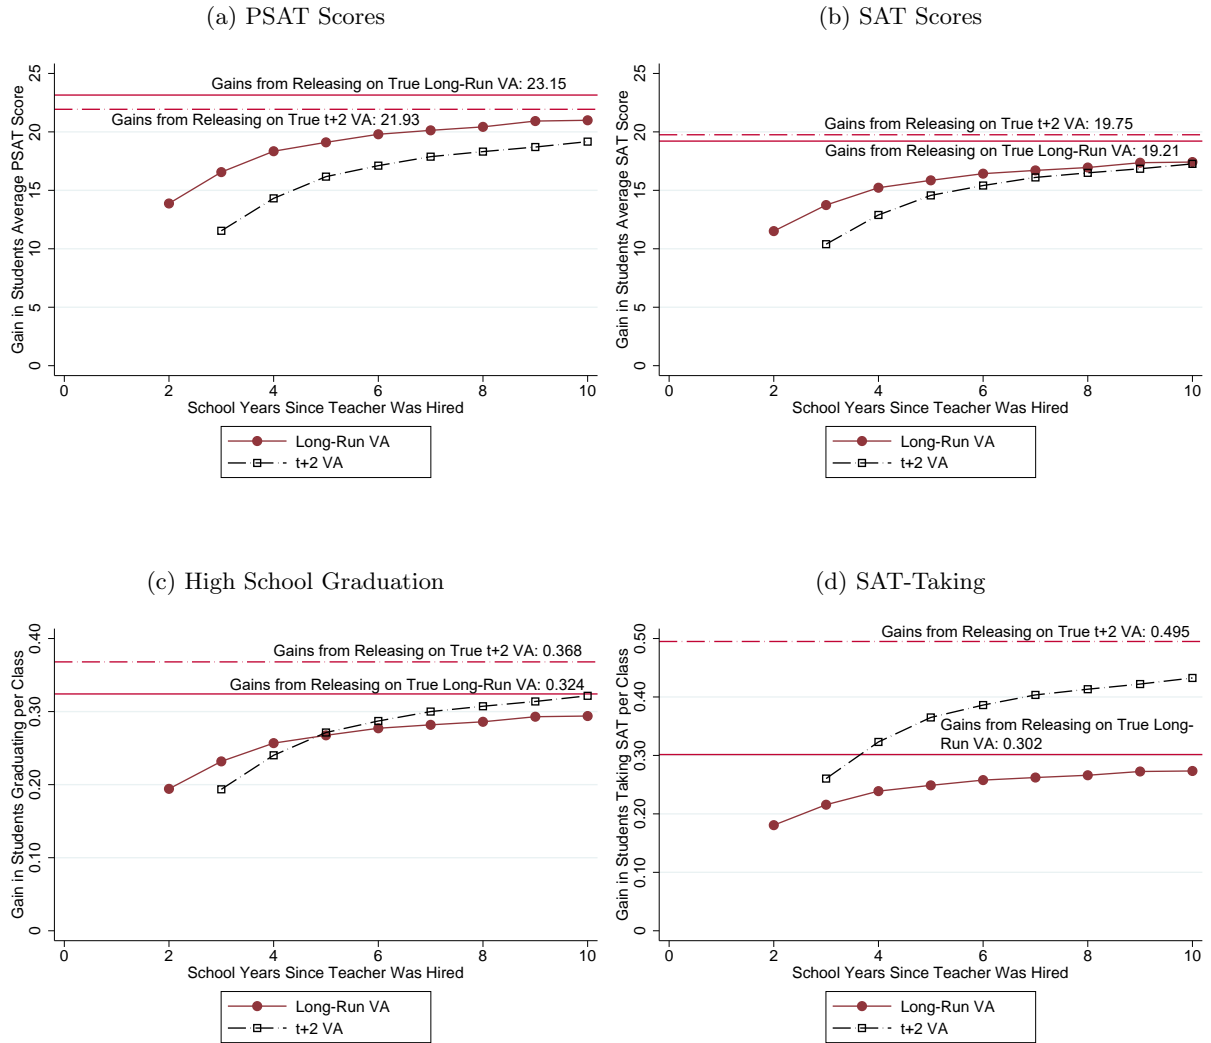 (a) PSAT Scores
Gain in Students Average PSAT Score
0 5 10 15 20 25
Gains from Releasing on True Long-Run VA: 23.15
Gains from Releasing on True t+2 VA: 21.93
0 2 4 6 8 10
School Years Since Teacher Was Hired
Long-Run VA
t+2 VA
(b) SAT Scores
Gain in Students Average SAT Score
0 5 10 15 20 25
Gains from Releasing on True t+2 VA: 19.75
Gains from Releasing on True Long-Run VA: 19.21
0 2 4 6 8 10
School Years Since Teacher Was Hired
Long-Run VA
t+2 VA
(c) High School Graduation
Gain in Students Graduating per Class
0 0.10 0.20 0.30 0.40
Gains from Releasing on True t+2 VA: 0.368
Gains from Releasing on True Long-Run VA: 0.324
0 2 4 6 8 10
School Years Since Teacher Was Hired
Long-Run VA
t+2 VA
(d) SAT-Taking
Gain in Students Taking SAT per Class
0 0.10 0.20 0.30 0.40 0.50
Gains from Releasing on True t+2 VA: 0.495
Gains from Releasing on True Long-
Run VA: 0.302
0 2 4 6 8 10
School Years Since Teacher Was Hired
Long-Run VA
t+2 VA